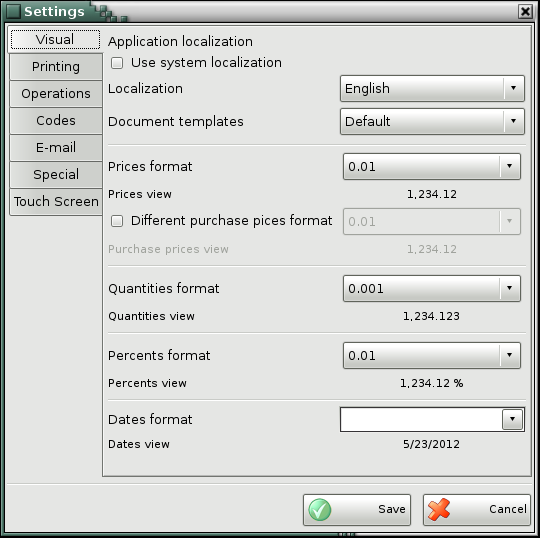 Settings
Visual
Printing
Operations
Codes
E-mail
Special
Touch Screen
Application localization
Use system localization
Localization English
Document templates Default
Prices format 0.01
Prices view 1,234.12
Different purchase pices format 0.01
Purchase prices view 1,234.12
Quantities format 0.001
Quantities view 1,234.123
Percents format 0.01
Percents view 1,234.12 %
Dates format
Dates view 5/23/2012
Save Cancel